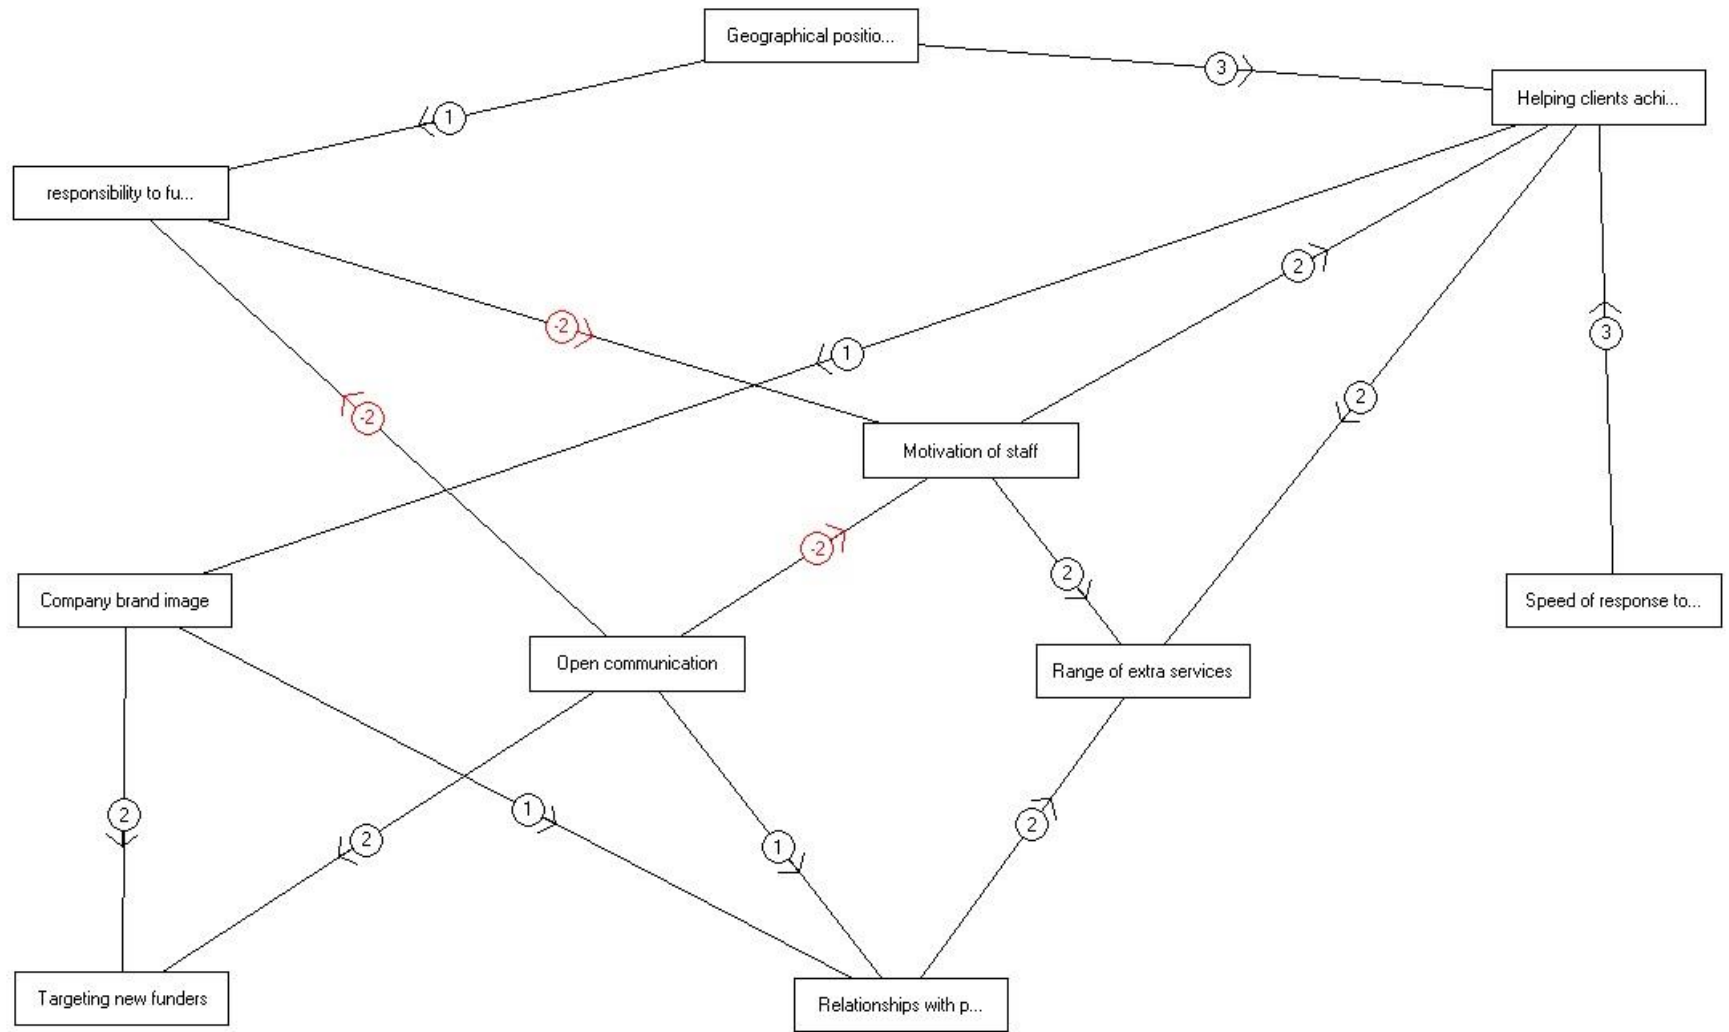 Geographical positio...
3
Helping clients achi...
1
responsibility to fu...
2
-2
1
3
2
-2
Motivation of staff
-2
2
Company brand image
Speed of response to...
Open communication
Range of extra services
2
1
2
2
1
Targeting new funders
Relationships with p...